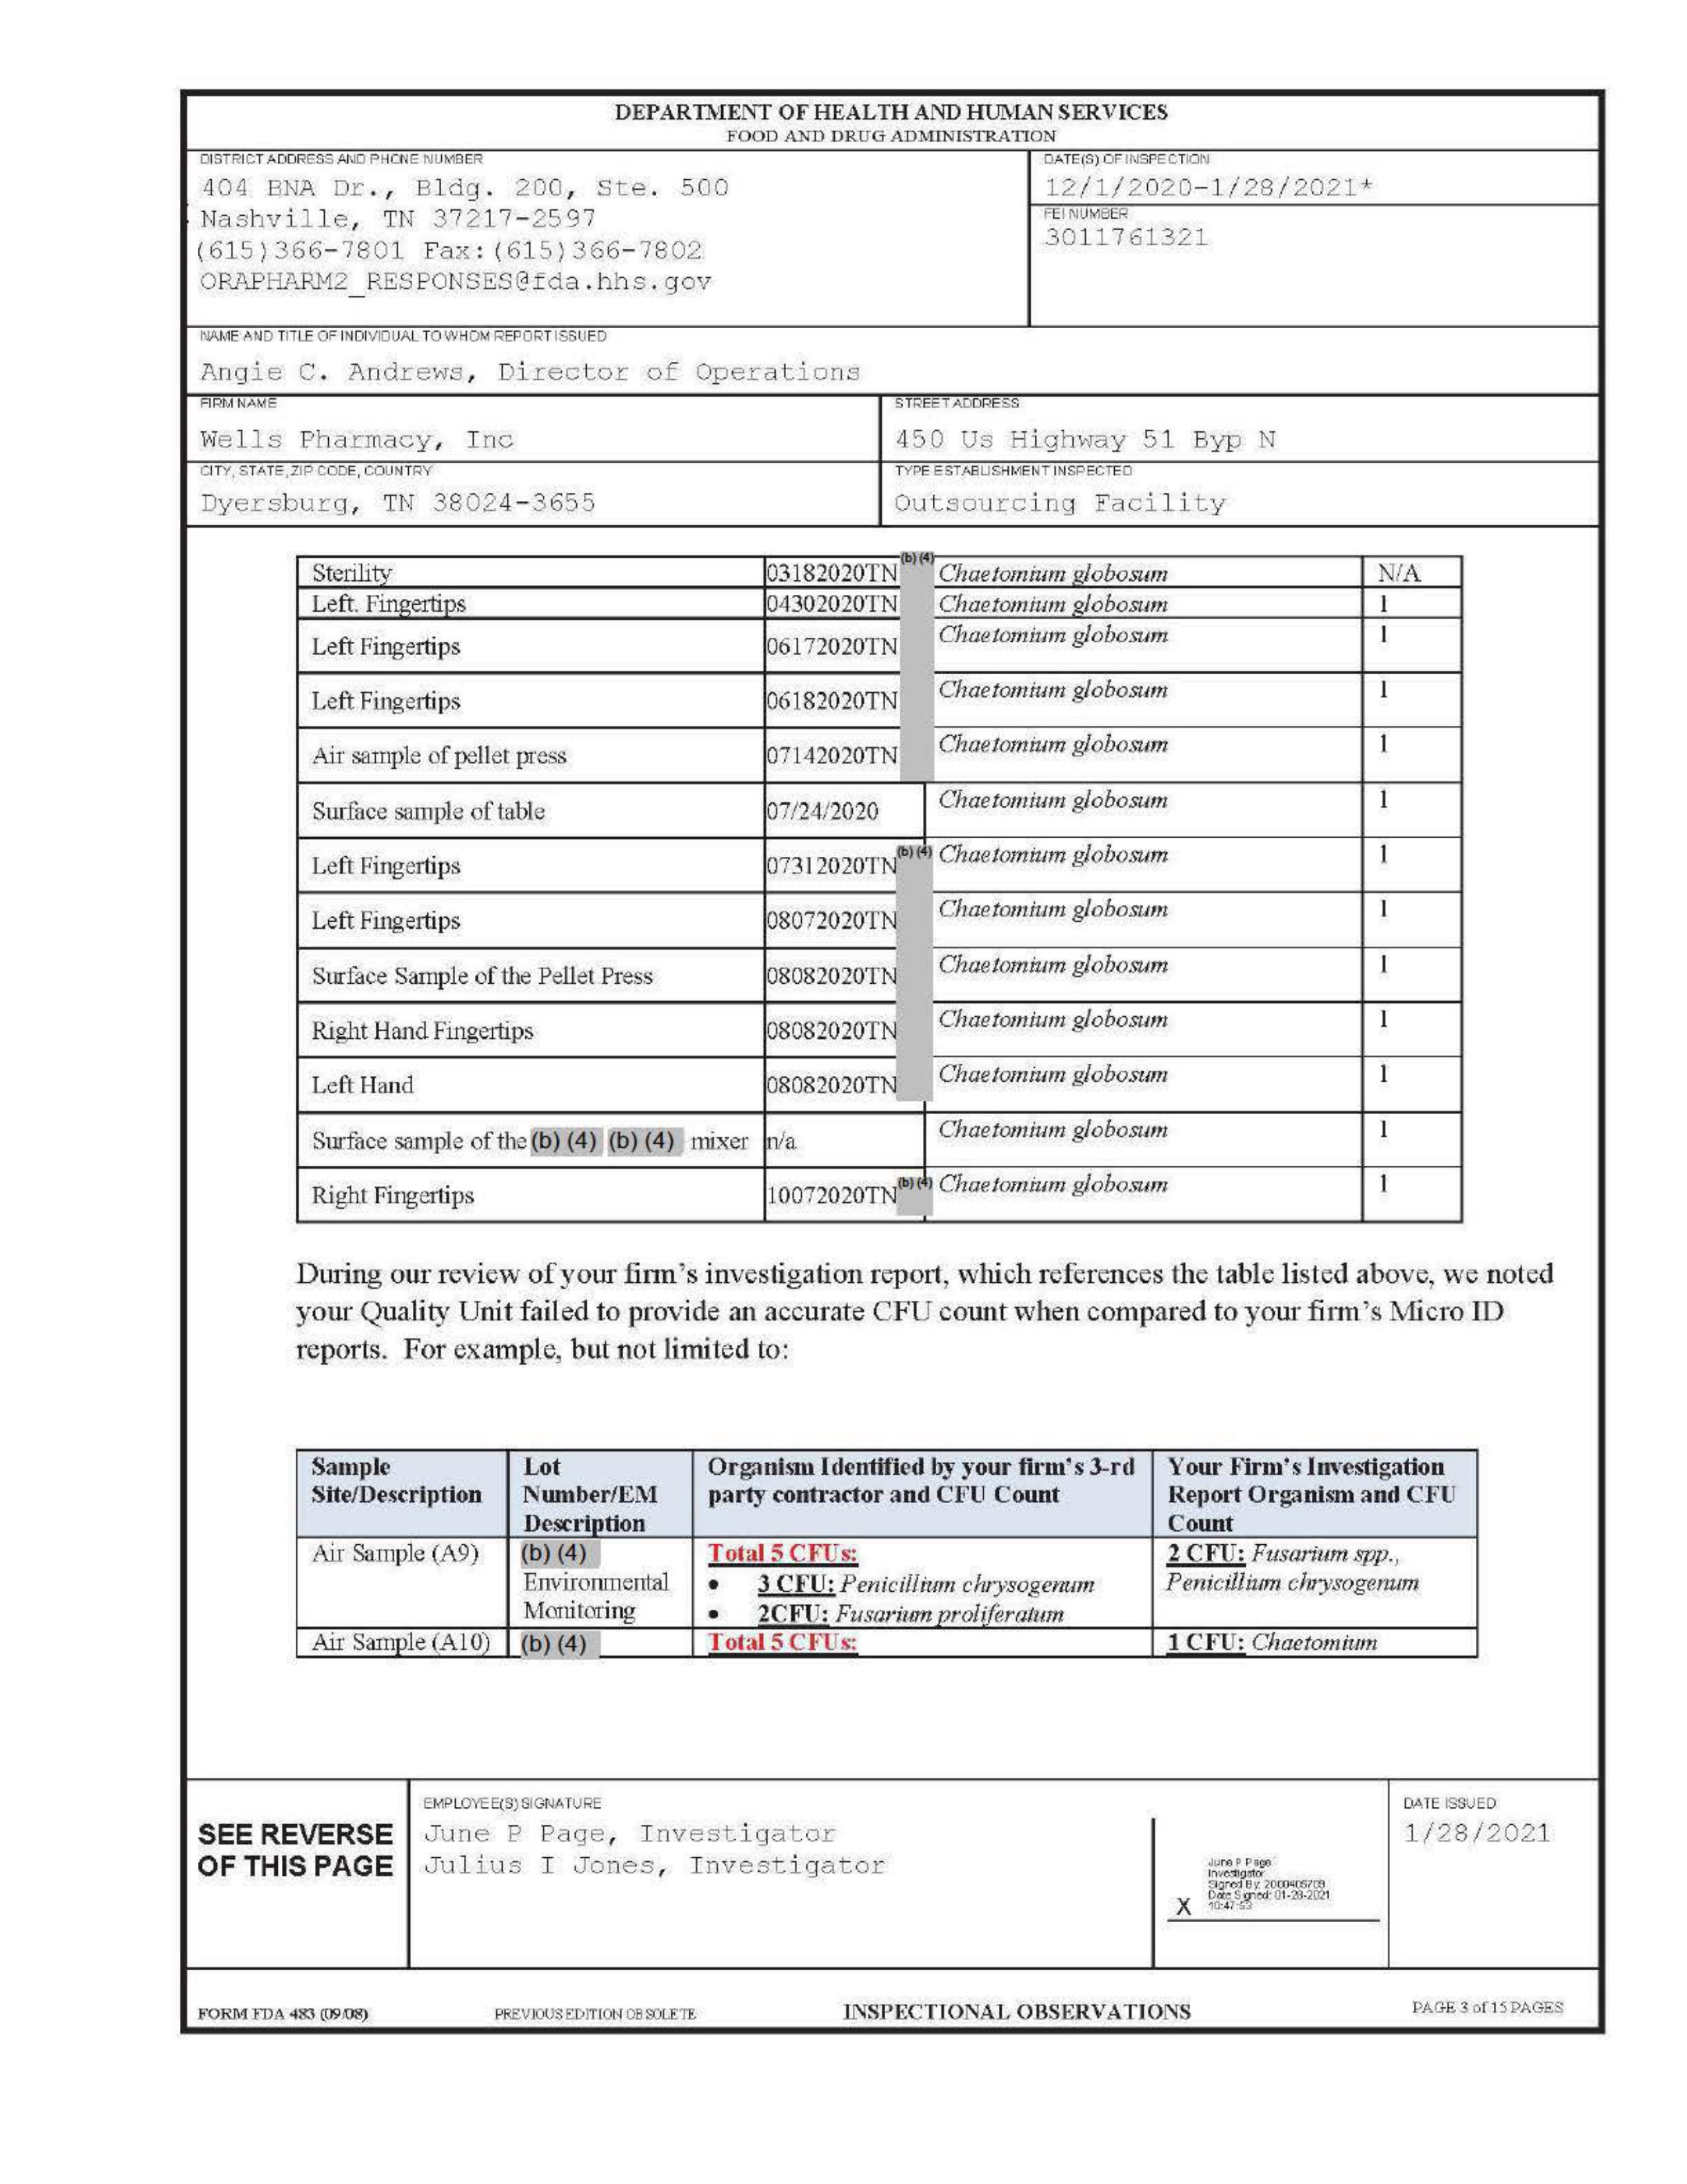 DEPARTMENT OF HEALTH AND HUMAN SERVICES
FOOD AND DRUG ADMINISTRATION
DISTRICT ADDRESS AND PHONE NUMBER
404 BNA Dr., Bldg. 200, Ste. 500
Nashville, TN 37217-2597
(615)366-7801 Fax:(615)366-7802
ORAPHARM2_RESPONSES@fda.hhs.gov
DATE(S) OF INSPECTION
12/1/2020-1/28/2021*
FEI NUMBER
3011761321
NAME AND TITLE OF INDIVIDUAL TO WHOM REPORT ISSUED
Angie C. Andrews, Director of Operations
FIRM NAME
Wells Pharmacy, Inc
STREET ADDRESS
450 Us Highway 51 Byp N
CITY, STATE, ZIP CODE, COUNTRY
Dyersburg, TN 38024-3655
TYPE ESTABLISHMENT INSPECTED
Outsourcing Facility
Sterility 03182020TN (b) (4) Chaetomium globosum N/A
Left. Fingertips 04302020TN Chaetomium globosum 1
Left Fingertips 06172020TN Chaetomium globosum 1
Left Fingertips 06182020TN Chaetomium globosum 1
Air sample of pellet press 07142020TN Chaetomium globosum 1
Surface sample of table 07/24/2020 Chaetomium globosum 1
Left Fingertips 07312020TN (b) (4) Chaetomium globosum 1
Left Fingertips 08072020TN Chaetomium globosum 1
Surface Sample of the Pellet Press 08082020TN Chaetomium globosum 1
Right Hand Fingertips 08082020TN Chaetomium globosum 1
Left Hand 08082020TN Chaetomium globosum 1
Surface sample of the (b) (4) (b) (4) mixer n/a Chaetomium globosum 1
Right Fingertips 10072020TN (b) (4) Chaetomium globosum 1
During our review of your firm's investigation report, which references the table listed above, we noted
your Quality Unit failed to provide an accurate CFU count when compared to your firm's Micro ID
reports. For example, but not limited to:
Sample
Site/Description
Lot
Number/EM
Description
Organism Identified by your firm's 3-rd
party contractor and CFU Count
Your Firm's Investigation
Report Organism and CFU
Count
Air Sample (A9)
(b) (4)
Environmental
Monitoring
Total 5 CFUs:
• 3 CFU: Penicillium chrysogenum
• 2CFU: Fusarium proliferatum
2 CFU: Fusarium spp.,
Penicillium chrysogenum
Air Sample (A10)
(b) (4)
Total 5 CFUs:
1 CFU: Chaetomium
SEE REVERSE
OF THIS PAGE
EMPLOYEE(S) SIGNATURE
June P Page, Investigator
Julius I Jones, Investigator
June P Page
Investigator
Signed By: 2000405709
Date Signed: 01-28-2021
10:47:53
X
DATE ISSUED
1/28/2021
FORM FDA 483 (09/08)
PREVIOUS EDITION OBSOLETE
INSPECTIONAL OBSERVATIONS
PAGE 3 of 15 PAGES